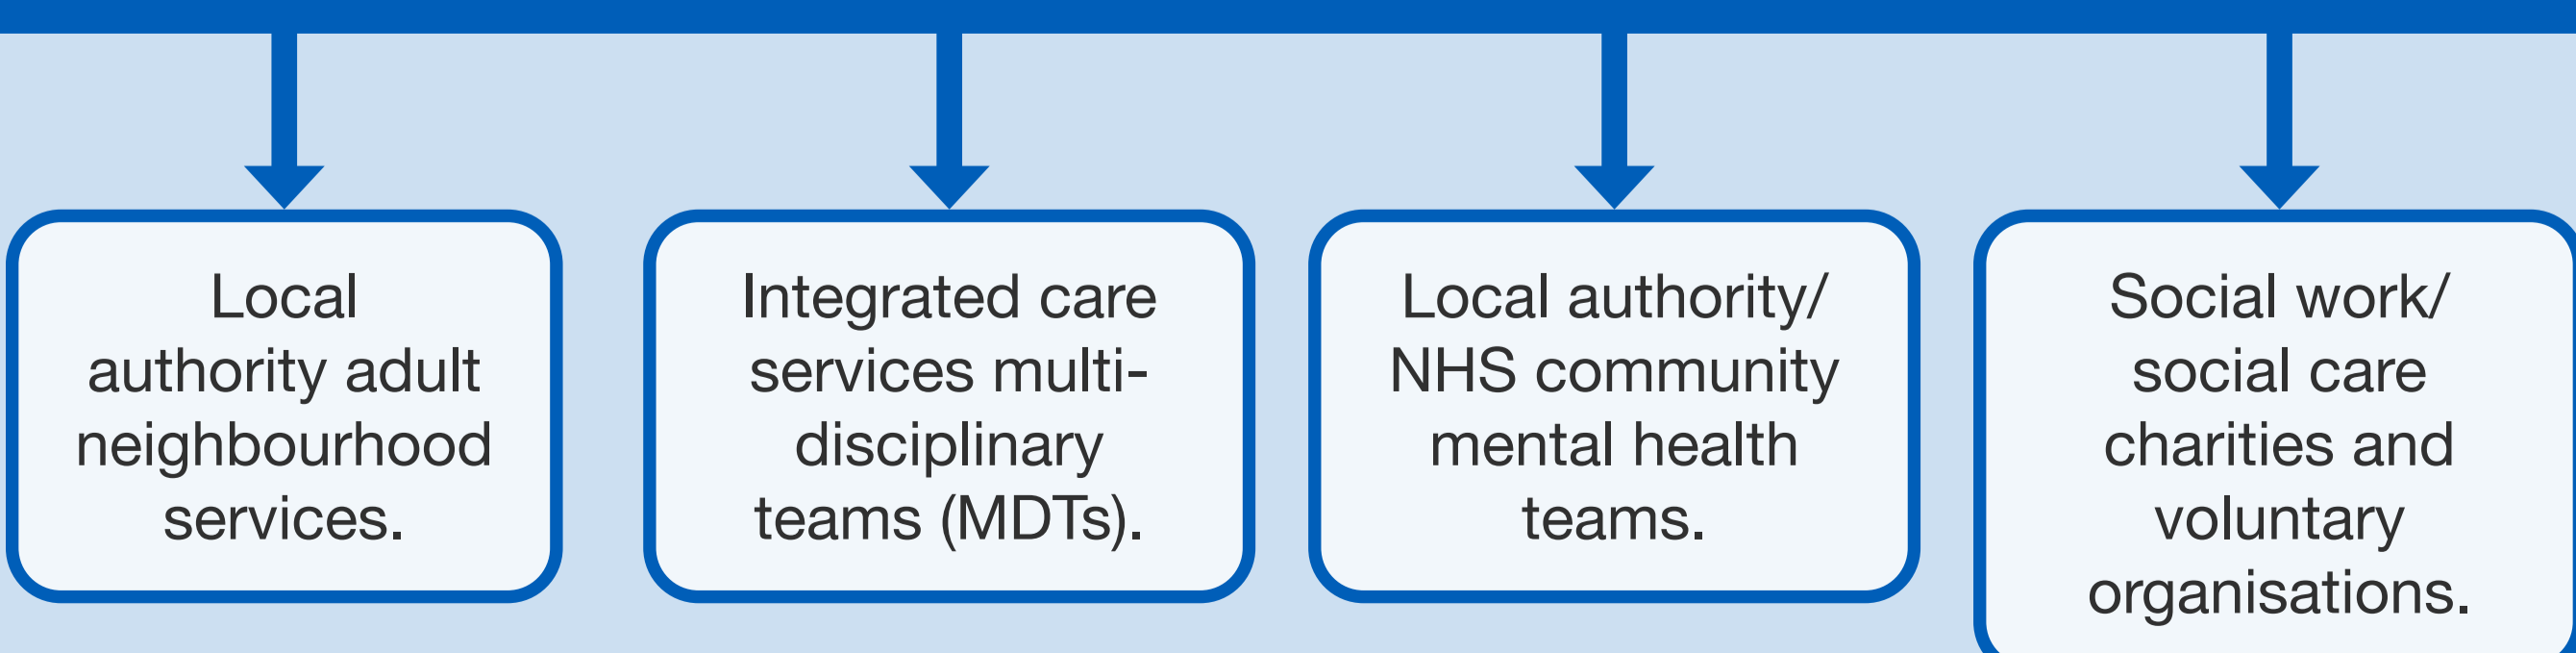 Local
authority adult
neighbourhood
services.
Integrated care
services multi-
disciplinary
teams (MDTs).
Local authority/
NHS community
mental health
teams.
Social work/
social care
charities and
voluntary
organisations.